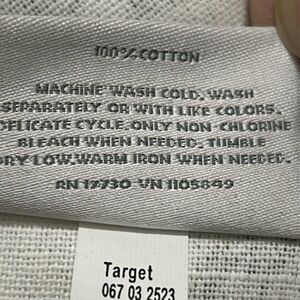 100% COTTON
MACHINE WASH COLD, WASH
SEPARATELY OR WITH LIKE COLORS,
DELICATE CYCLE, ONLY NON-CHLORINE
BLEACH WHEN NEEDED, TUMBLE
DRY LOW, WARM IRON WHEN NEEDED.
RN 17730 VN 1105849
Target
067 03 2523